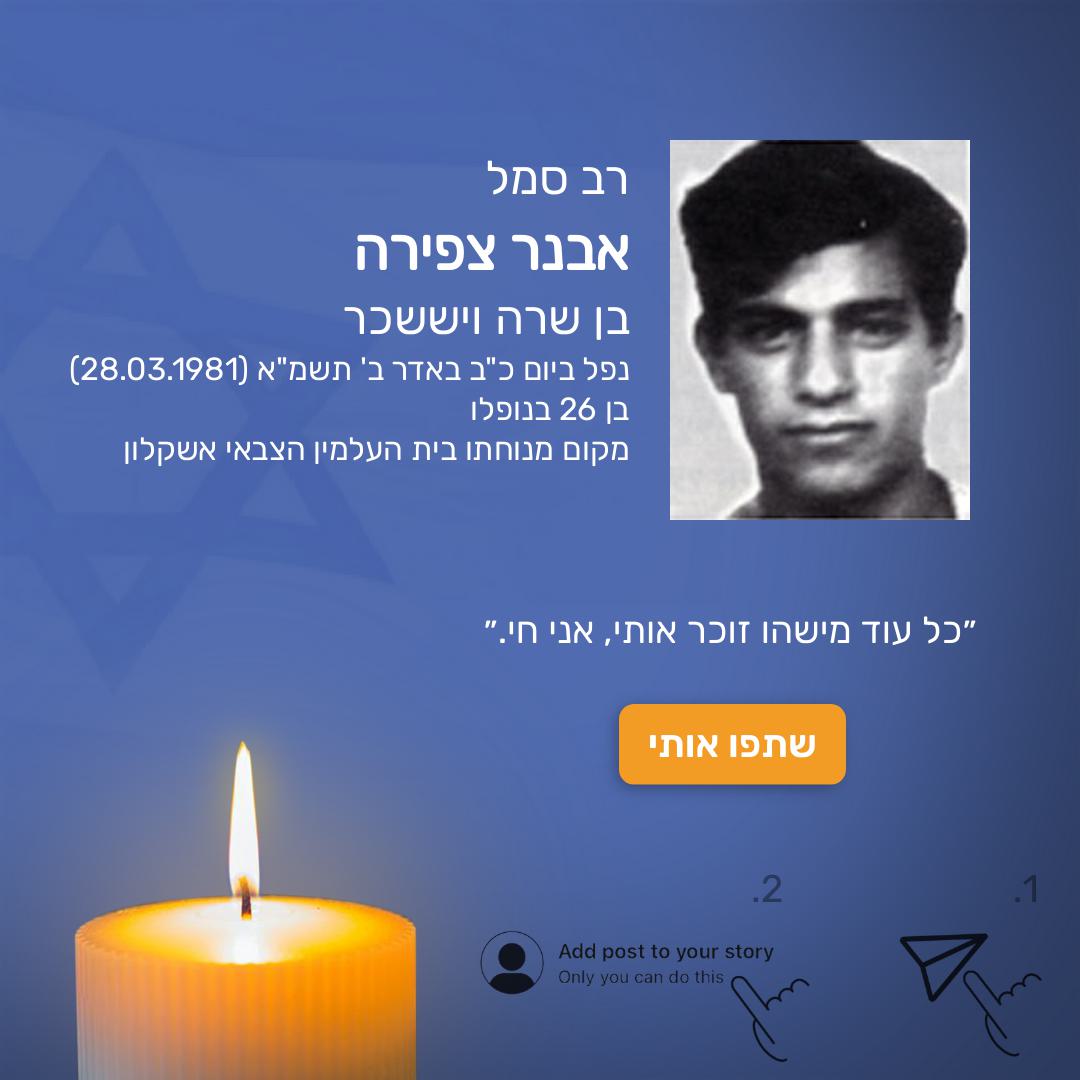 רב סמל
אבנר צפירה
בן שרה ויששכר
נפל ביום כ"ב באדר ב' תשמ"א (28.03.1981)
בן 26 בנופלו
מקום מנוחתו בית העלמין הצבאי אשקלון
״כל עוד מישהו זוכר אותי, אני חי.״
שתפו אותי
1.
2.
Add post to your story
Only you can do this